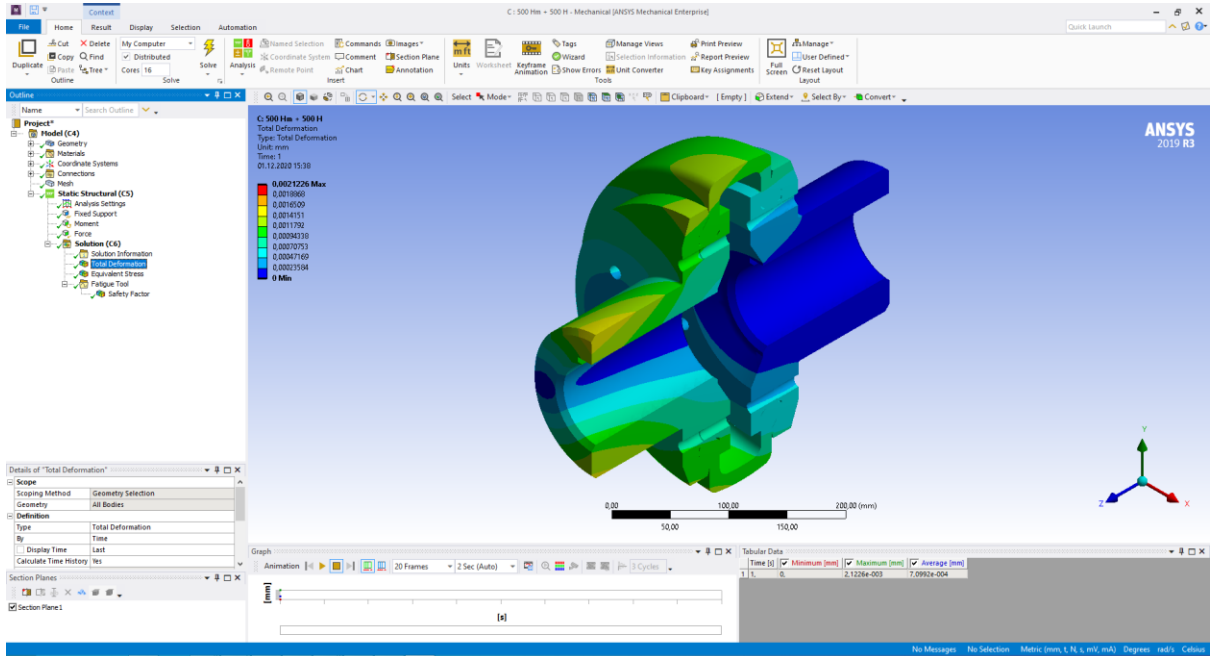 Context
C : 500 Hm + 500 H - Mechanical [ANSYS Mechanical Enterprise]
File Home Result Display Selection Automation
Quick Launch
Duplicate
Cut
Copy
Paste
Delete
Find
Tree
Outline
My Computer
Distributed
Cores 16
Solve
Solve
Analysis
Named Selection
Coordinate System
Remote Point
Commands
Comment
Chart
Images
Section Plane
Annotation
Insert
Units
Worksheet
Keyframe
Animation
Tags
Wizard
Show Errors
Manage Views
Selection Information
Unit Converter
Print Preview
Report Preview
Key Assignments
Tools
Full
Screen
Manage
User Defined
Reset Layout
Layout
Outline
Name Search Outline
Select Mode Clipboard [Empty] Extend Select By Convert
Project*
Model (C4)
Geometry
Materials
Coordinate Systems
Connections
Mesh
Static Structural (C5)
Analysis Settings
Fixed Support
Moment
Force
Solution (C6)
Solution Information
Total Deformation
Equivalent Stress
Fatigue Tool
Safety Factor
C: 500 Hm + 500 H
Total Deformation
Type: Total Deformation
Unit: mm
Time: 1
01.12.2020 15:38
0,0021226 Max
0,0018868
0,0016509
0,0014151
0,0011792
0,00094338
0,00070753
0,00047169
0,00023584
0 Min
ANSYS
2019 R3
0,00 100,00 200,00 (mm)
50,00 150,00
Y
Z X
Details of "Total Deformation"
Scope
Scoping Method Geometry Selection
Geometry All Bodies
Definition
Type Total Deformation
By Time
Display Time Last
Calculate Time History Yes
Section Planes
Section Plane 1
Graph
Animation 20 Frames 2 Sec (Auto) 3 Cycles
[mm]
[s]
Tabular Data
Time [s] Minimum [mm] Maximum [mm] Average [mm]
1 1, 0, 2,1226e-003 7,0992e-004
No Messages No Selection Metric (mm, t, N, s, mV, mA) Degrees rad/s Celsius